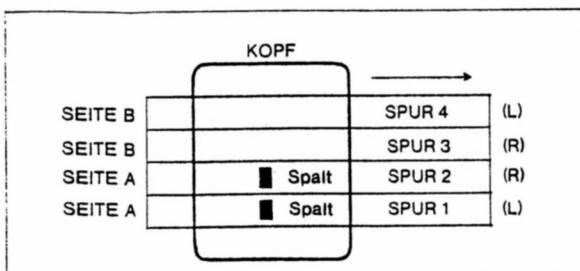 KOPF
SEITE B SPUR 4 (L)
SEITE B SPUR 3 (R)
SEITE A Spalt SPUR 2 (R)
SEITE A Spalt SPUR 1 (L)